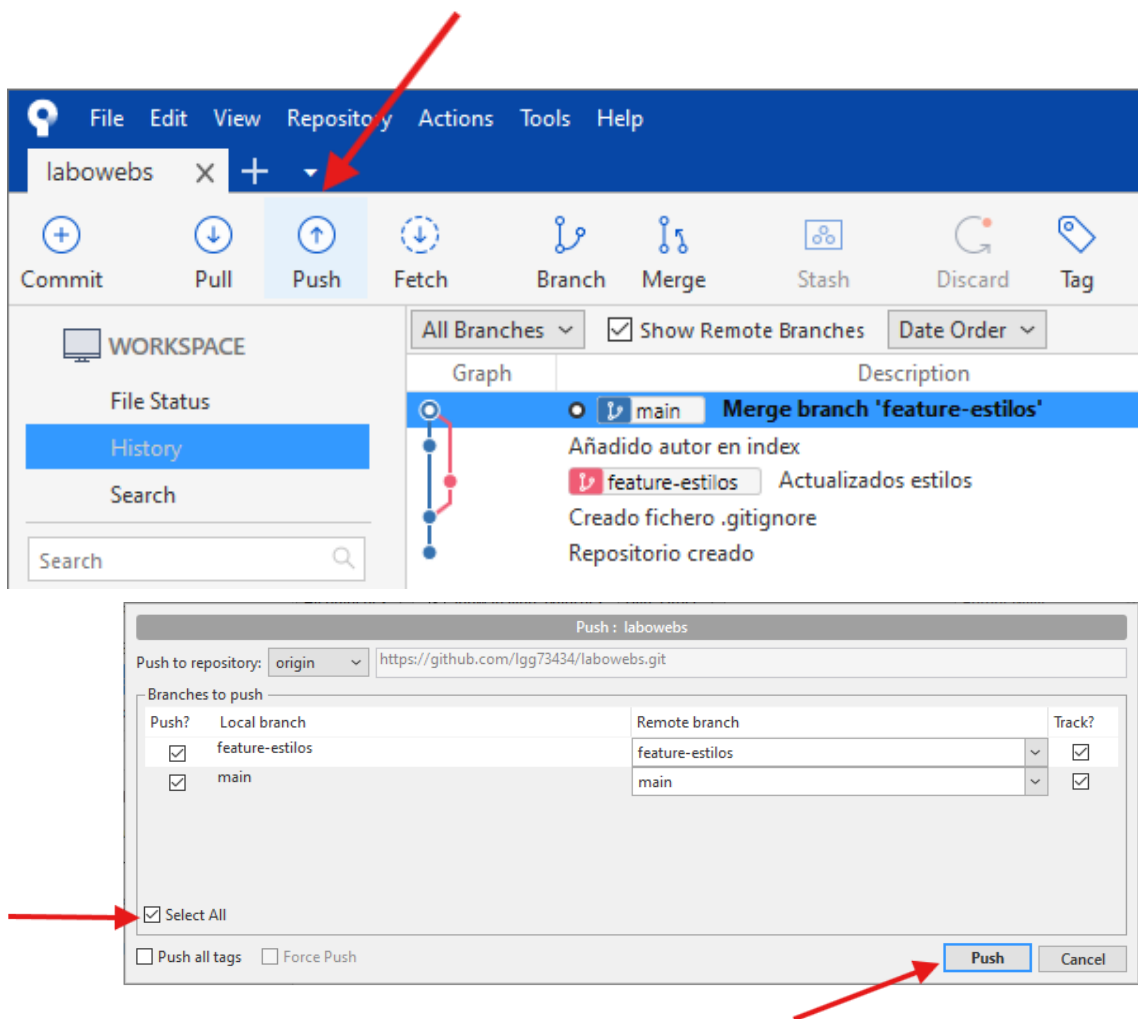 File Edit View Repository Actions Tools Help
labowebs
Commit Pull Push Fetch Branch Merge Stash Discard Tag
WORKSPACE
All Branches Show Remote Branches Date Order
Graph Description
File Status
main Merge branch 'feature-estilos'
History
Añadido autor en index
Search
feature-estilos Actualizados estilos
Creado fichero .gitignore
Search
Repositorio creado
Push : labowebs
Push to repository: origin https://github.com/lgg73434/labowebs.git
Branches to push
Push? Local branch Remote branch Track?
feature-estilos feature-estilos
main main
Select All
Push all tags Force Push Push Cancel